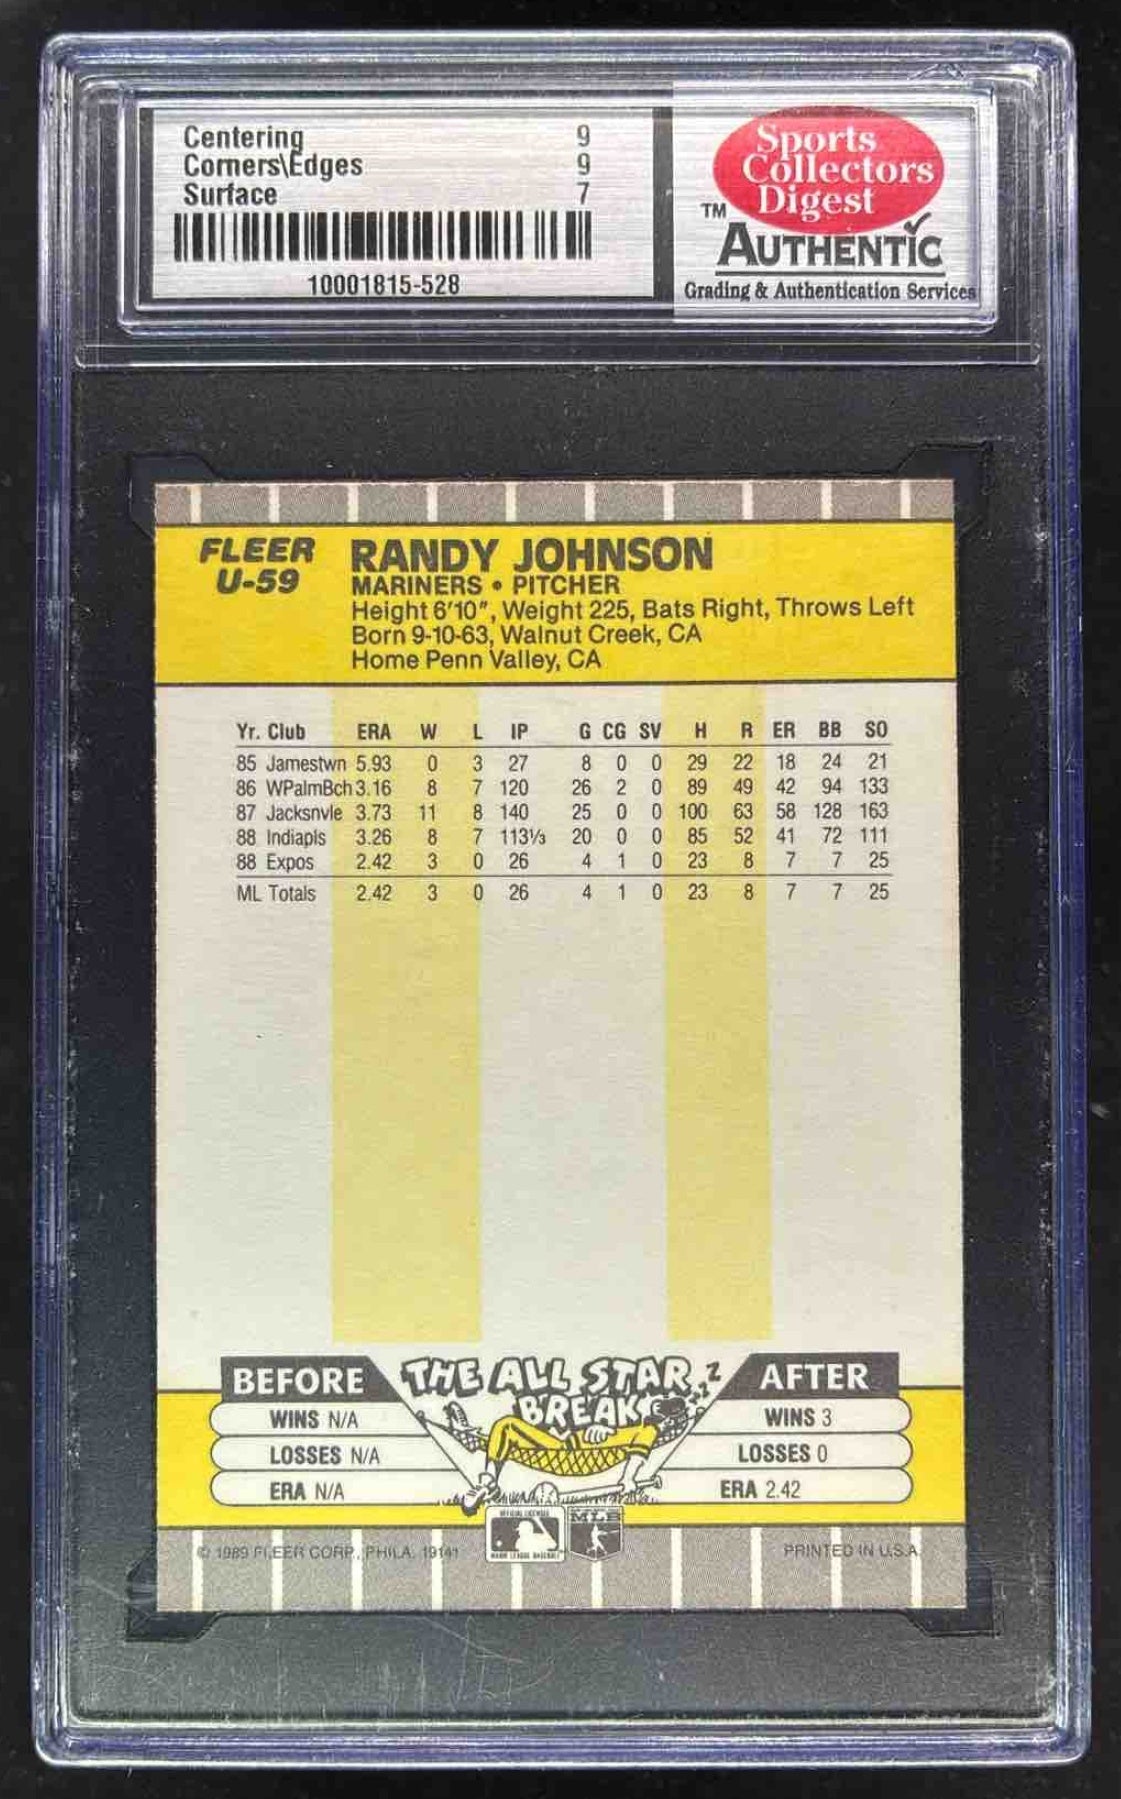 Centering 9
Corners\Edges 9
Surface 7
10001815-528
Sports
Collectors
Digest
™
AUTHENTIC
Grading & Authentication Services
FLEER
U-59
RANDY JOHNSON
MARINERS • PITCHER
Height 6'10", Weight 225, Bats Right, Throws Left
Born 9-10-63, Walnut Creek, CA
Home Penn Valley, CA
Yr. Club ERA W L IP G CG SV H R ER BB SO
85 Jamestwn 5.93 0 3 27 8 0 0 29 22 18 24 21
86 WPalmBch 3.16 8 7 120 26 2 0 89 49 42 94 133
87 Jacksnvle 3.73 11 8 140 25 0 0 100 63 58 128 163
88 Indiapls 3.26 8 7 113⅓ 20 0 0 85 52 41 72 111
88 Expos 2.42 3 0 26 4 1 0 23 8 7 7 25
ML Totals 2.42 3 0 26 4 1 0 23 8 7 7 25
BEFORE
WINS N/A
LOSSES N/A
ERA N/A
THE ALL STAR
BREAK
Z Z Z Z
AFTER
WINS 3
LOSSES 0
ERA 2.42
OFFICIAL LICENSEE
MAJOR LEAGUE BASEBALL
MLB
© 1989 FLEER CORP., PHILA. 19141
PRINTED IN U.S.A.